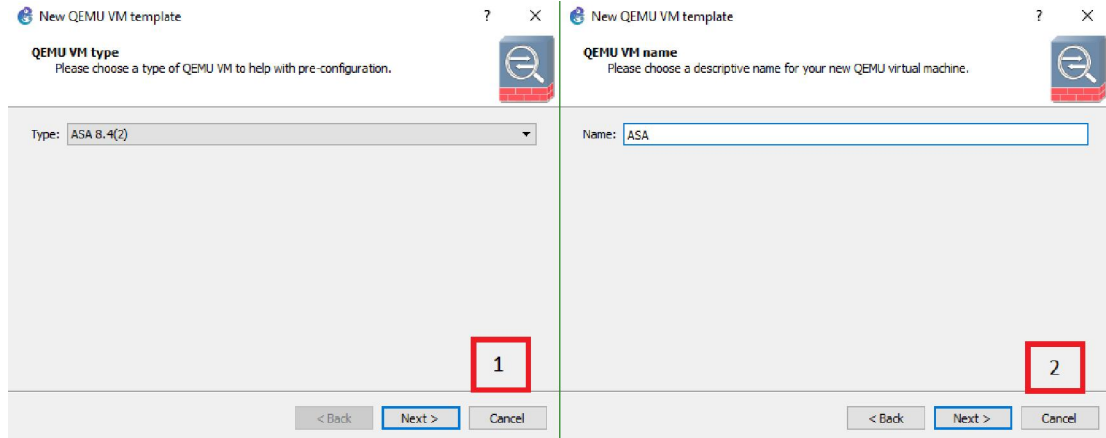 New QEMU VM template
?
×
QEMU VM type
Please choose a type of QEMU VM to help with pre-configuration.
Type:
ASA 8.4(2)
1
< Back
Next >
Cancel
New QEMU VM template
?
×
QEMU VM name
Please choose a descriptive name for your new QEMU virtual machine.
Name:
ASA
2
< Back
Next >
Cancel